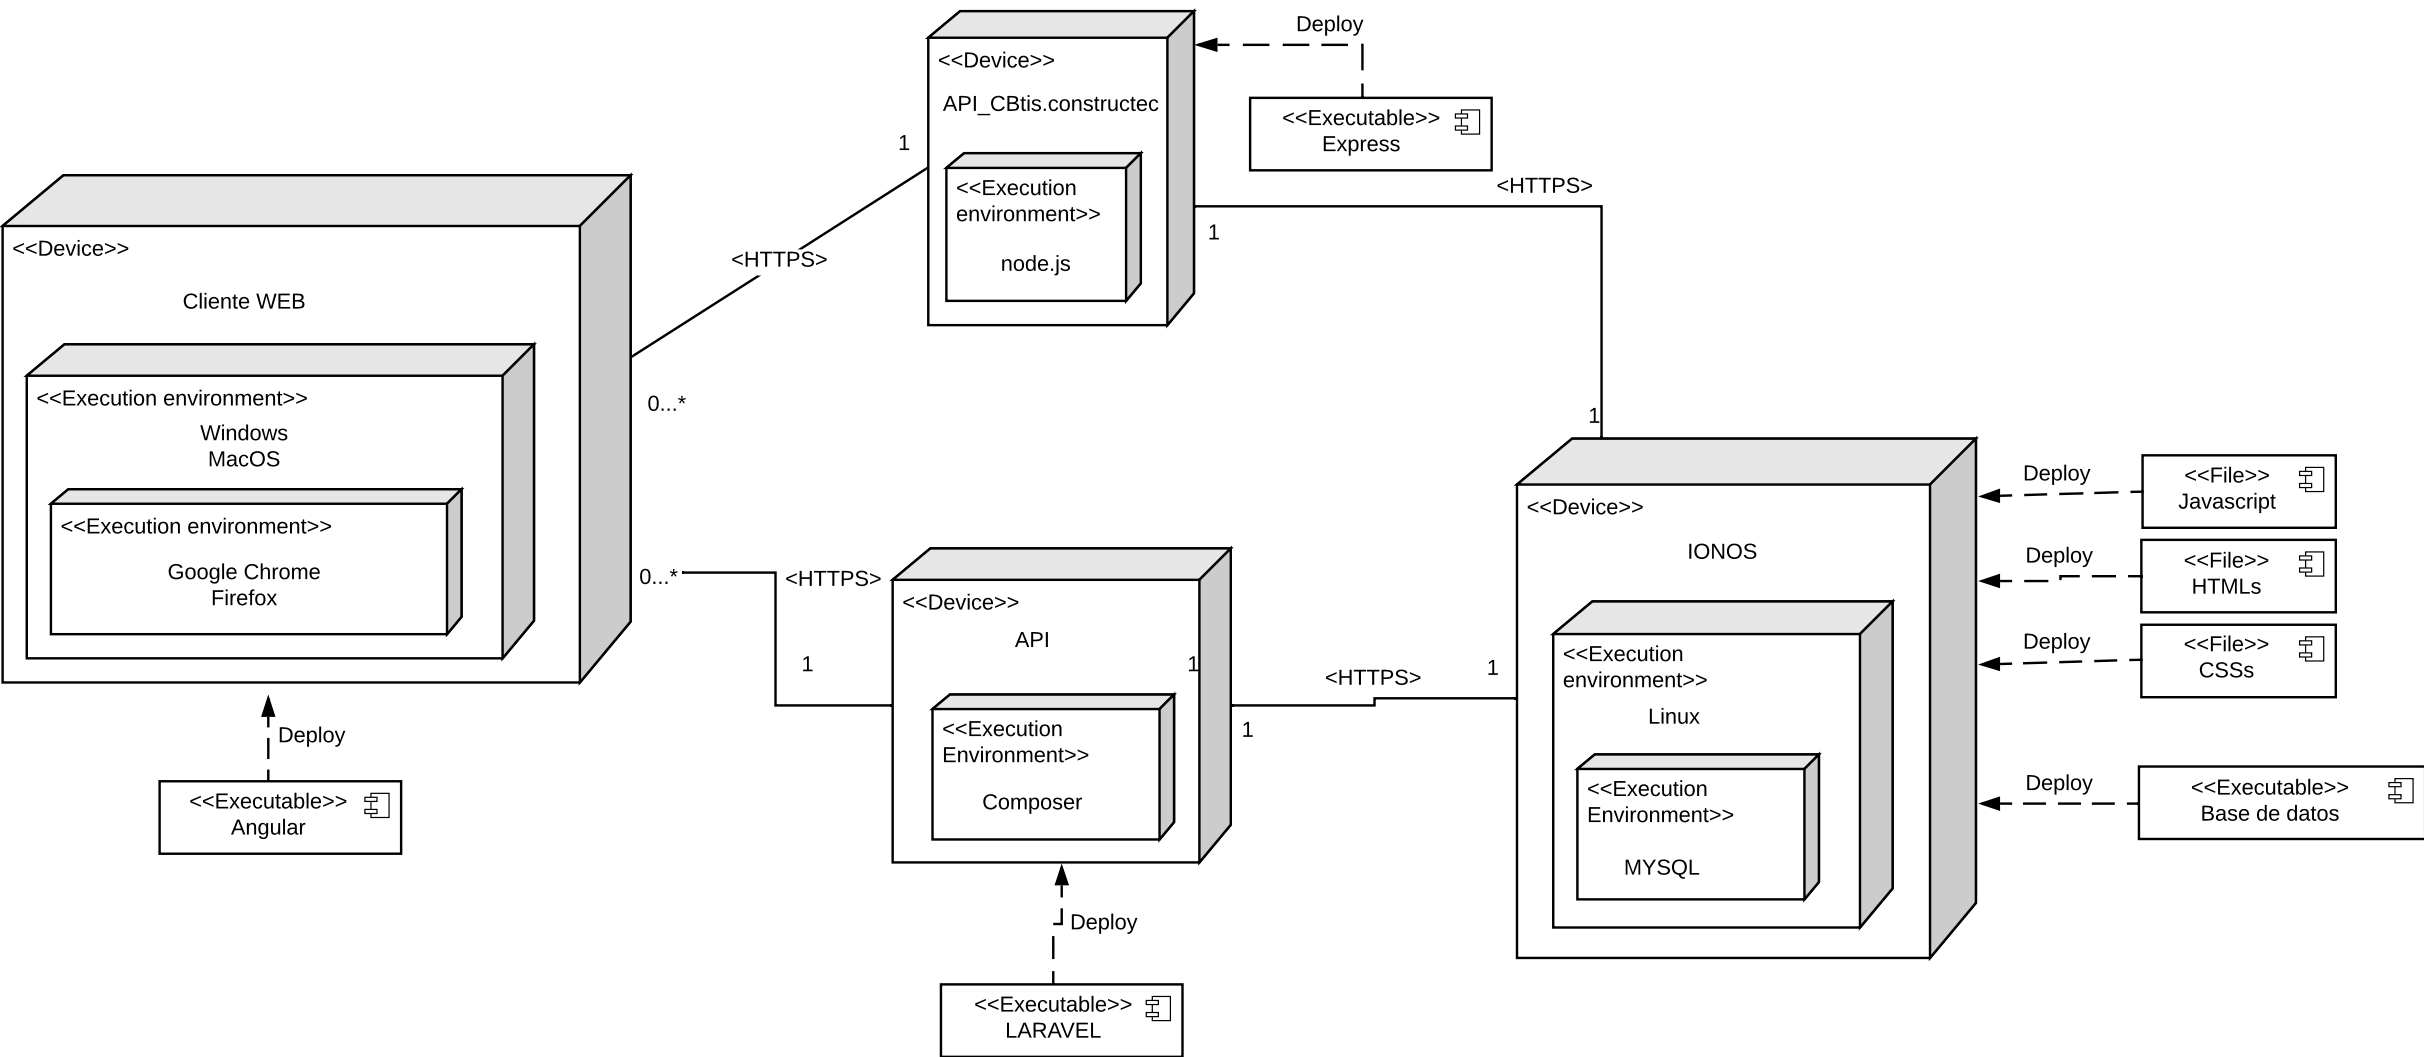 Deploy
<<Device>>
API_CBtis.constructec
<<Executable>>
Express
1
<<Execution
environment>>
node.js
<HTTPS>
1
<<Device>>
<HTTPS>
Cliente WEB
<<Execution environment>>
Windows
MacOS
0...*
1
<<Execution environment>>
Google Chrome
Firefox
0...*
<HTTPS>
<<Device>>
API
1
1
<<Execution
Environment>>
Composer
<HTTPS>
1
1
<<Device>>
IONOS
<<Execution
environment>>
Linux
<<Execution
Environment>>
MYSQL
Deploy
<<File>>
Javascript
Deploy
<<File>>
HTMLs
Deploy
<<File>>
CSSs
Deploy
<<Executable>>
Base de datos
Deploy
<<Executable>>
Angular
Deploy
<<Executable>>
LARAVEL